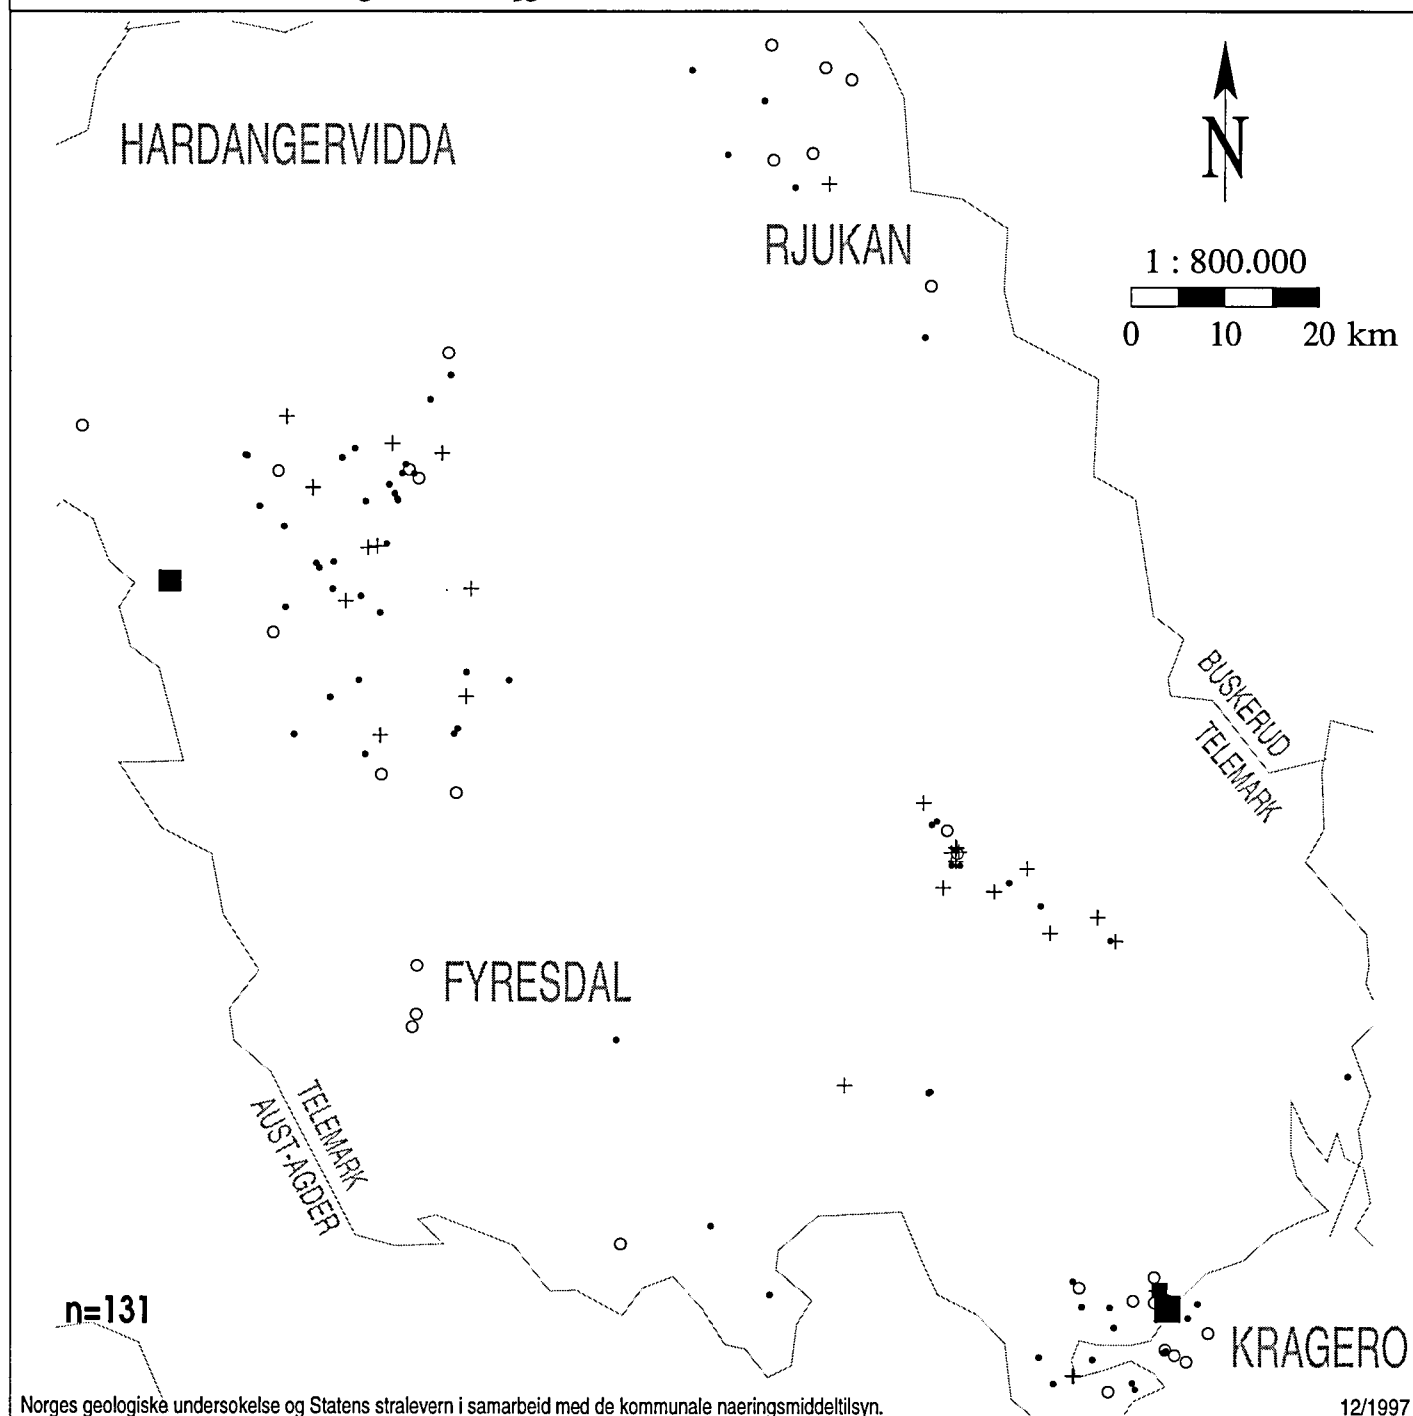 HARDANGERVIDDA
N
RJUKAN
1 : 800.000
0 10 20 km
BUSKERUD
TELEMARK
FYRESDAL
TELEMARK
AUST-AGDER
n=131
KRAGERO
Norges geologiske undersokelse og Statens stralevern i samarbeid med de kommunale naeringsmiddeltilsyn.
12/1997